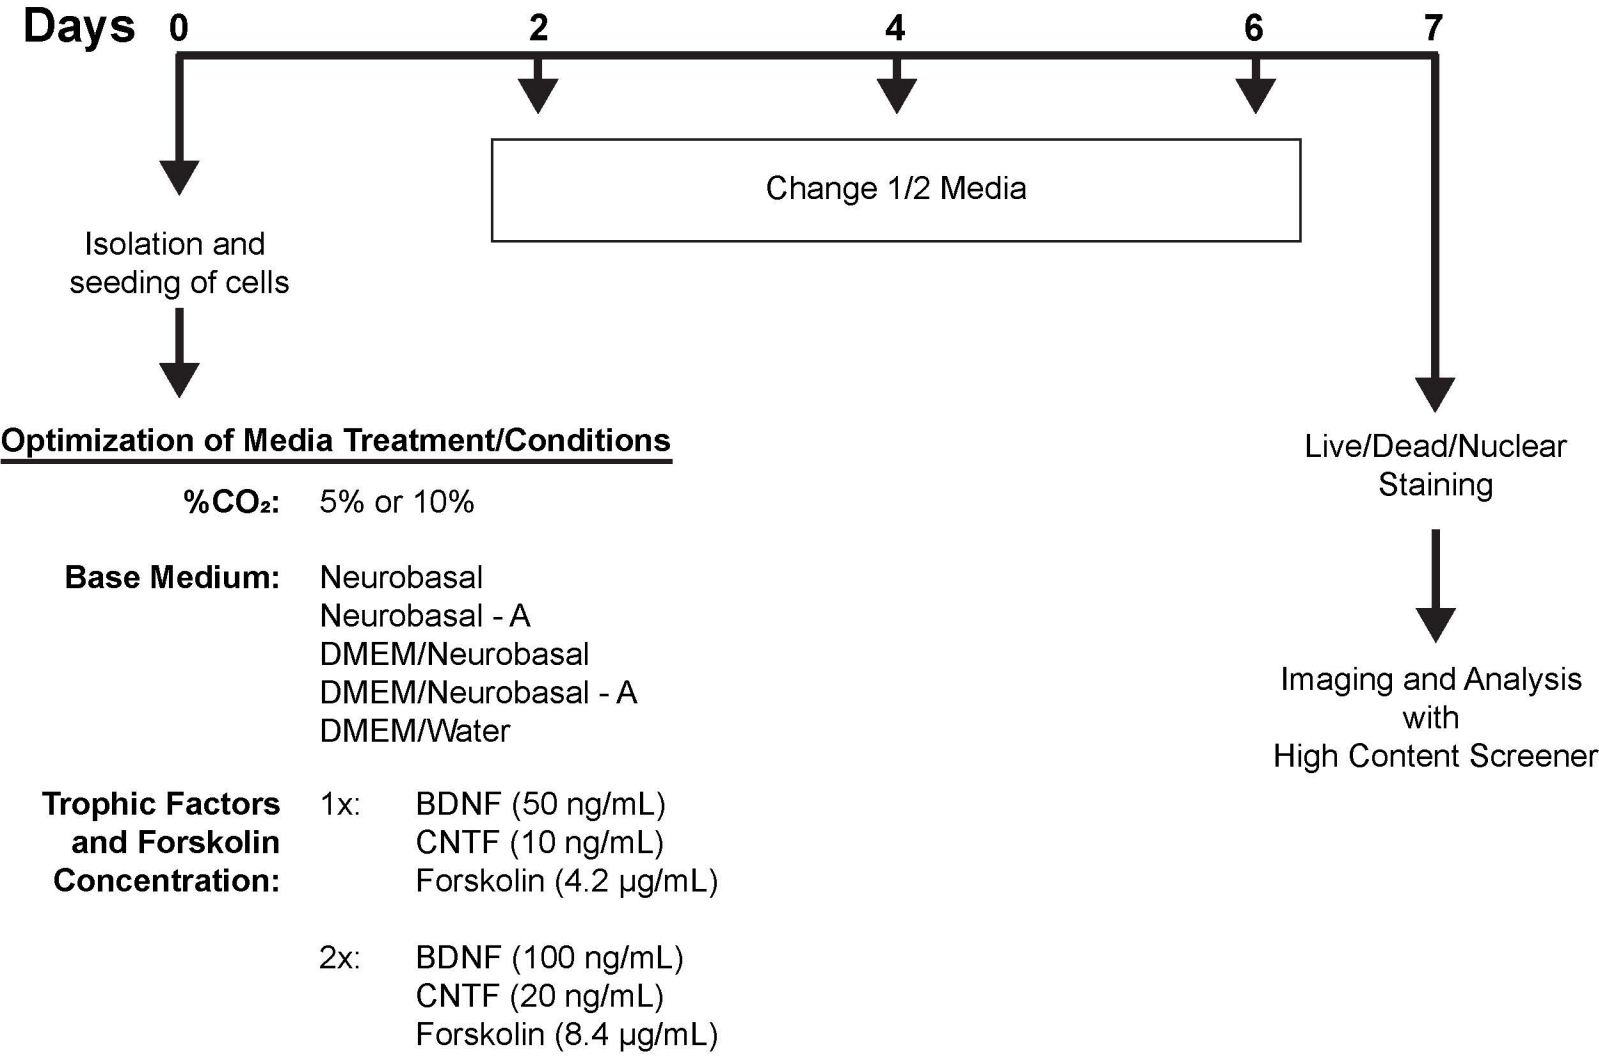 Days 0 2 4 6 7
Change 1/2 Media
Isolation and
seeding of cells
Optimization of Media Treatment/Conditions
%CO₂: 5% or 10%
Base Medium: Neurobasal
Neurobasal - A
DMEM/Neurobasal
DMEM/Neurobasal - A
DMEM/Water
Trophic Factors 1x: BDNF (50 ng/mL)
and Forskolin CNTF (10 ng/mL)
Concentration: Forskolin (4.2 µg/mL)
2x: BDNF (100 ng/mL)
CNTF (20 ng/mL)
Forskolin (8.4 µg/mL)
Live/Dead/Nuclear
Staining
Imaging and Analysis
with
High Content Screener